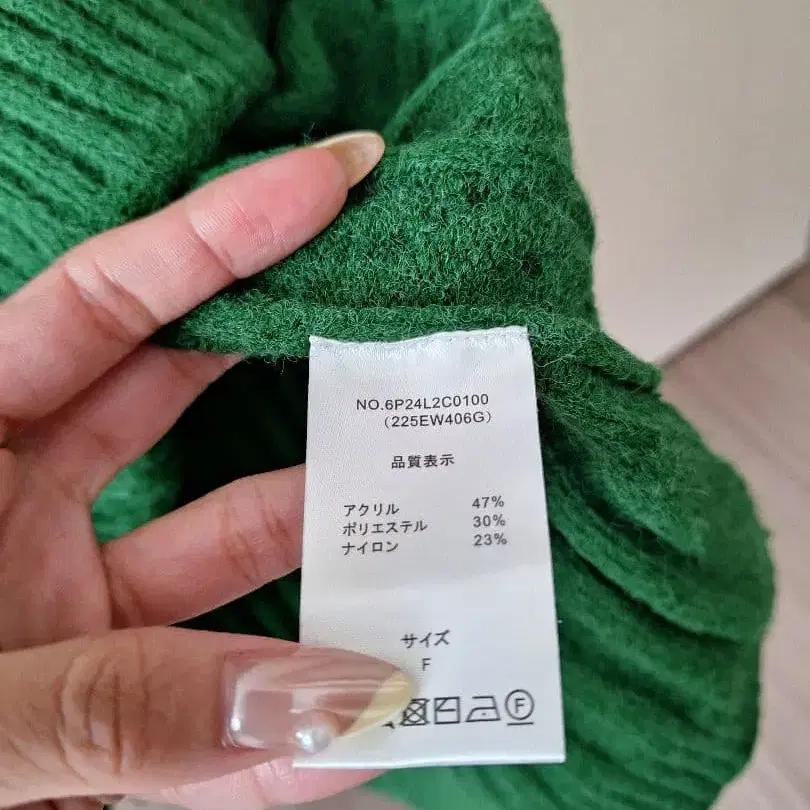 NO.6P24L2C0100
(225EW406G)
品質表示
アクリル 47%
ポリエステル 30%
ナイロン 23%
サイズ
F
F